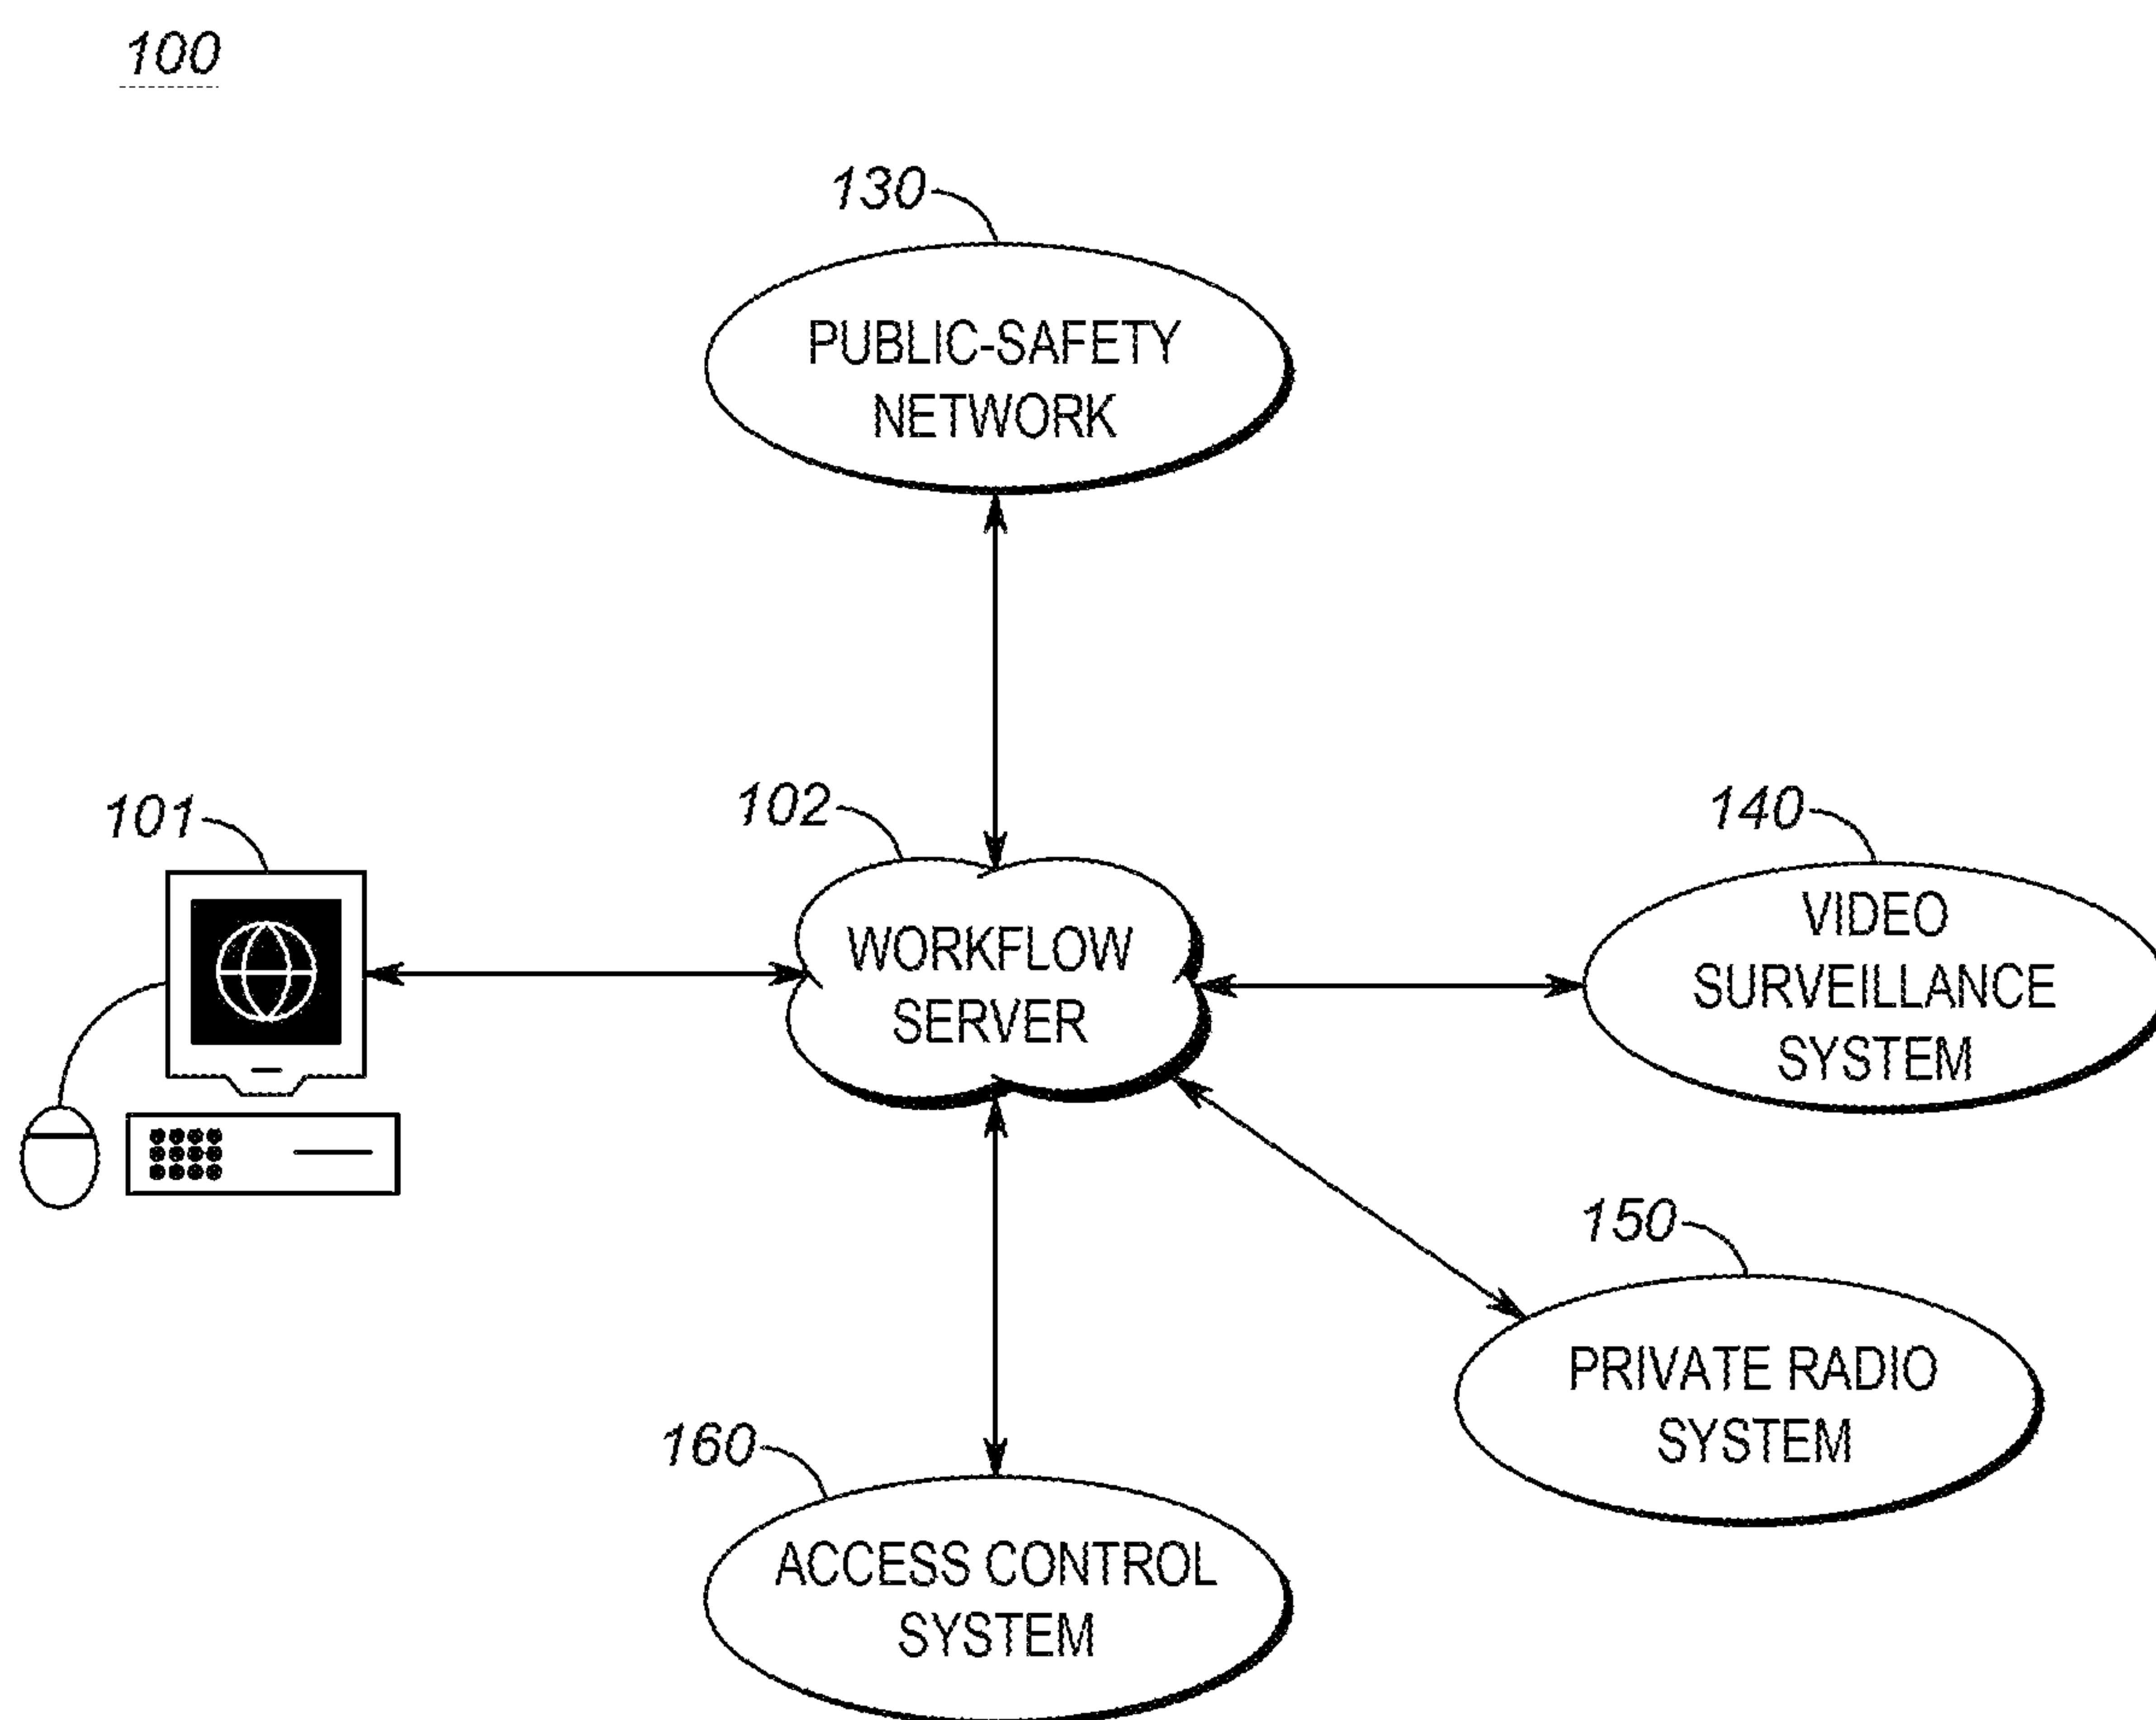 100
130
PUBLIC-SAFETY
NETWORK
101
102
140
WORKFLOW
SERVER
VIDEO
SURVEILLANCE
SYSTEM
150
PRIVATE RADIO
SYSTEM
160
ACCESS CONTROL
SYSTEM